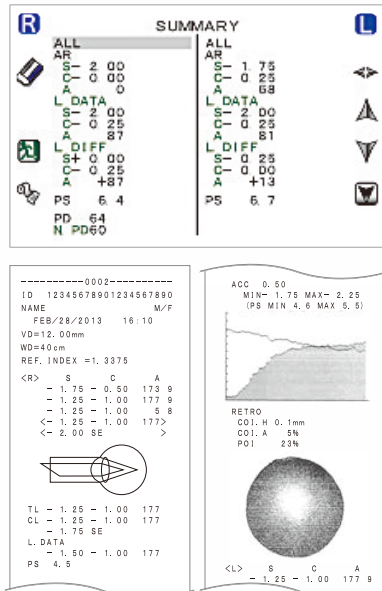 R SUMMARY L
ALL
AR
S- 2.00
C- 0.00
A 0
L DATA
S- 2.00
C- 0.25
A 87
L DIFF
S+ 0.00
C- 0.25
A +87
PS 6.4
PD 64
N PD60
ALL
AR
S- 1.75
C- 0.25
A 68
L DATA
S- 2.00
C- 0.25
A 81
L DIFF
S- 0.25
C- 0.00
A +13
PS 6.7
----------0002----------
ID 12345678901234567890
NAME M/F
FEB/28/2013 16:10
VD=12.00mm
WD=40cm
REF. INDEX =1.3375
<R> S C A
- 1.75 - 0.50 173 9
- 1.25 - 1.00 177 9
- 1.25 - 1.00 5 8
<- 1.25 - 1.00 177>
<- 2.00 SE >
TL - 1.25 - 1.00 177
CL - 1.25 - 1.00 177
- 1.75 SE
L.DATA
- 1.50 - 1.00 177
PS 4.5
ACC 0.50
MIN- 1.75 MAX- 2.25
(PS MIN 4.6 MAX 5.5)
RETRO
COI.H 0.1mm
COI.A 5%
POI 23%
<L> S C A
- 1.25 - 1.00 177 9